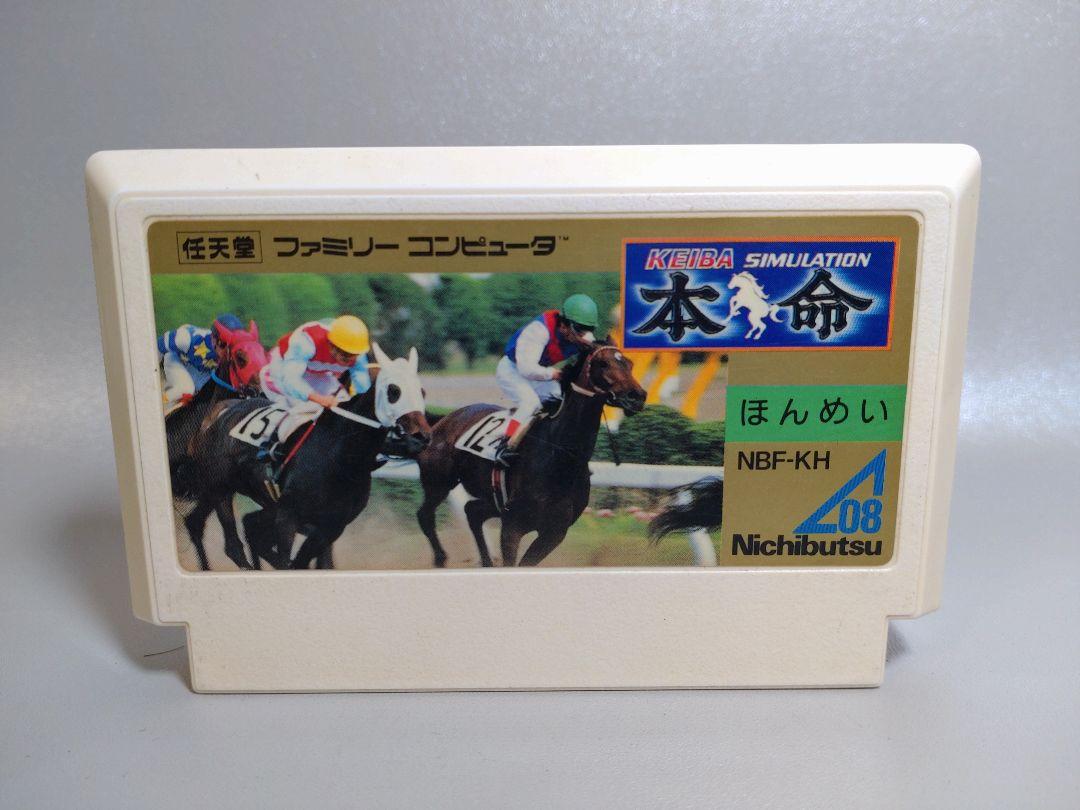 任天堂 ファミリー コンピュータ™
KEIBA SIMULATION
本命
ほんめい
NBF-KH
08
Nichibutsu
15
12